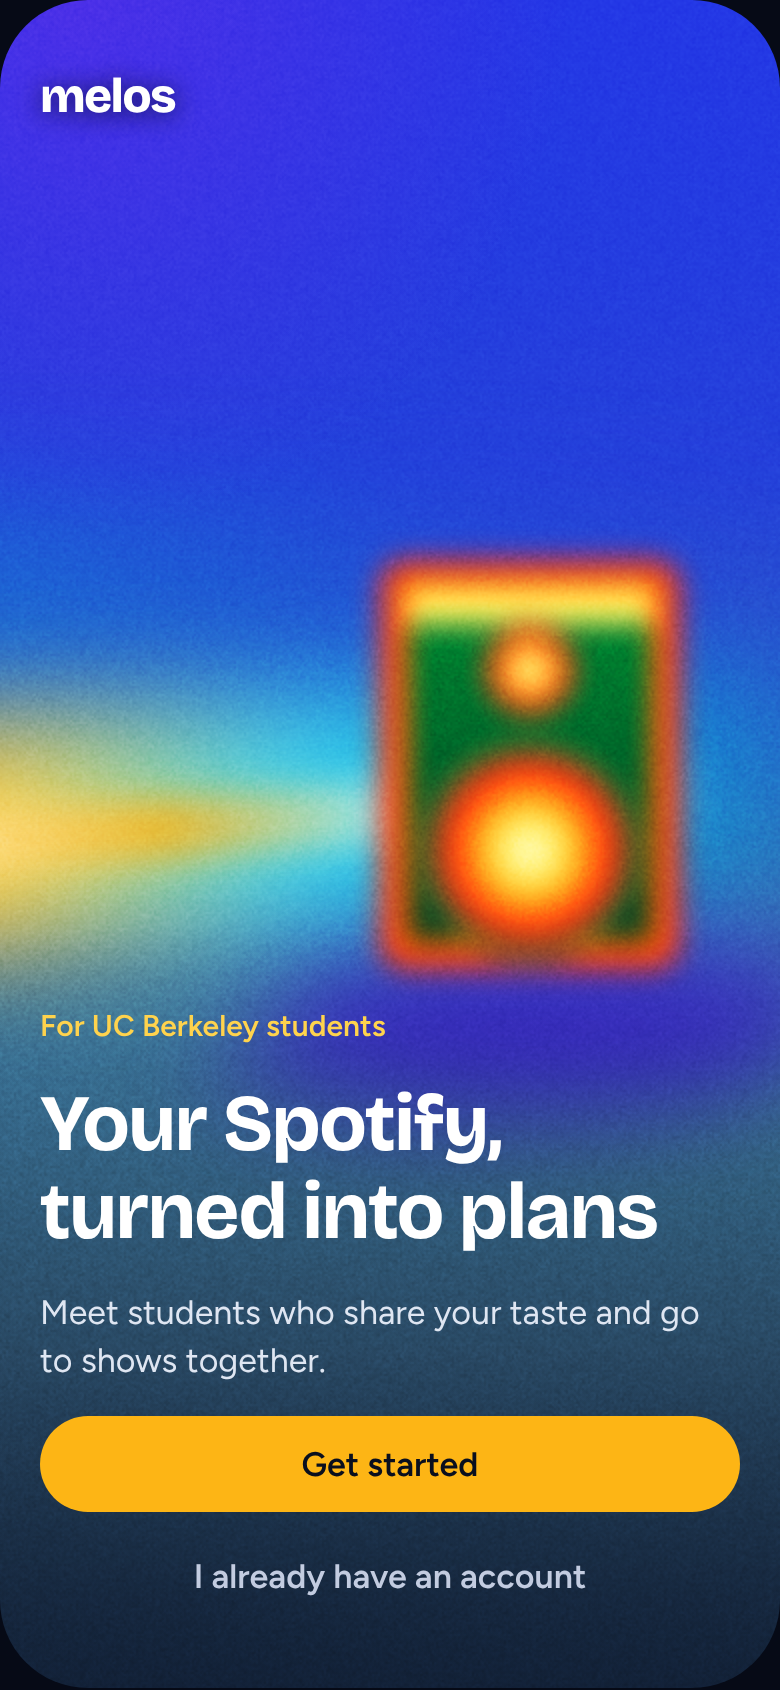 melos
For UC Berkeley students
Your Spotify,
turned into plans
Meet students who share your taste and go
to shows together.
Get started
I already have an account